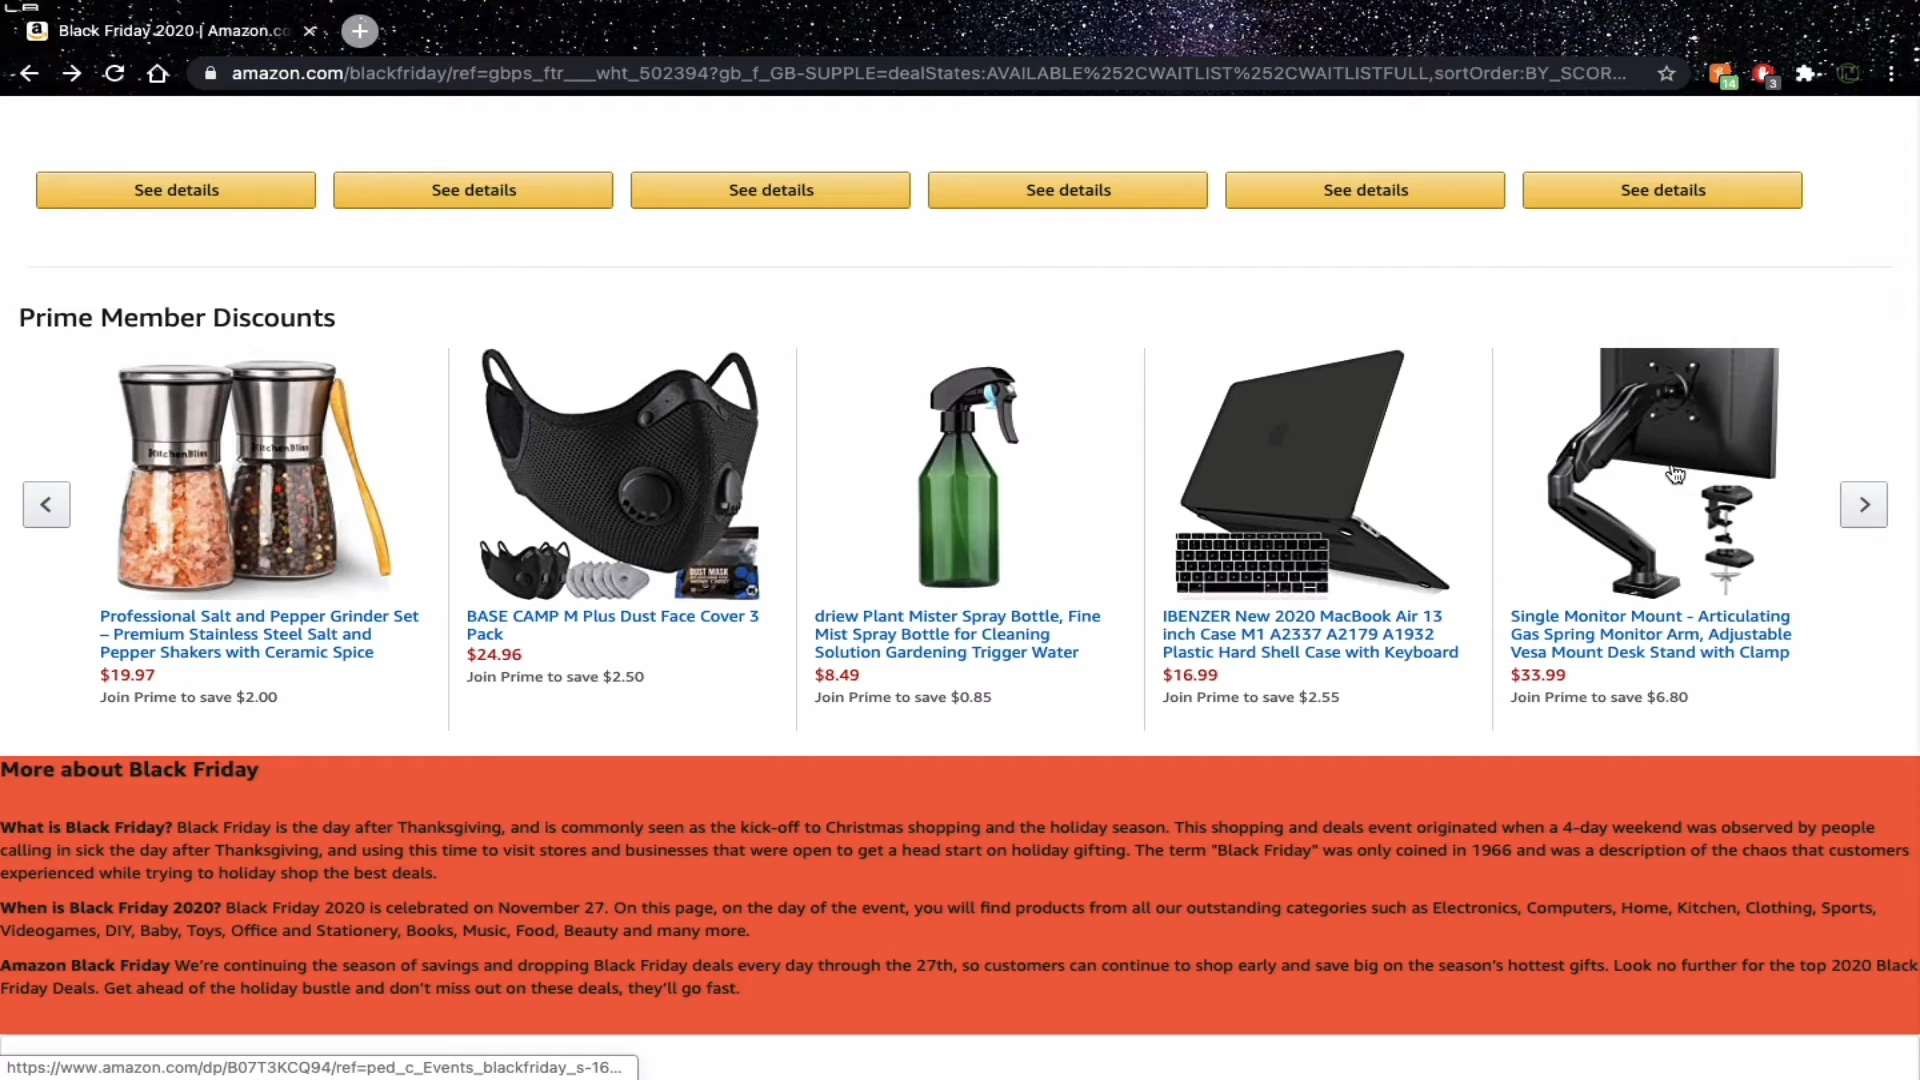 Black Friday 2020 | Amazon.co
amazon.com/blackfriday/ref=gbps_ftr___wht_502394?gb_f_GB-SUPPLE=dealStates:AVAILABLE%252CWAITLIST%252CWAITLISTFULL,sortOrder:BY_SCOR...
14
3
See details
See details
See details
See details
See details
See details
Prime Member Discounts
KitchenBliss
KitchenBliss
DUST MASK
Professional Salt and Pepper Grinder Set
– Premium Stainless Steel Salt and
Pepper Shakers with Ceramic Spice
$19.97
Join Prime to save $2.00
BASE CAMP M Plus Dust Face Cover 3
Pack
$24.96
Join Prime to save $2.50
driew Plant Mister Spray Bottle, Fine
Mist Spray Bottle for Cleaning
Solution Gardening Trigger Water
$8.49
Join Prime to save $0.85
IBENZER New 2020 MacBook Air 13
inch Case M1 A2337 A2179 A1932
Plastic Hard Shell Case with Keyboard
$16.99
Join Prime to save $2.55
Single Monitor Mount - Articulating
Gas Spring Monitor Arm, Adjustable
Vesa Mount Desk Stand with Clamp
$33.99
Join Prime to save $6.80
More about Black Friday
What is Black Friday? Black Friday is the day after Thanksgiving, and is commonly seen as the kick-off to Christmas shopping and the holiday season. This shopping and deals event originated when a 4-day weekend was observed by people
calling in sick the day after Thanksgiving, and using this time to visit stores and businesses that were open to get a head start on holiday gifting. The term "Black Friday" was only coined in 1966 and was a description of the chaos that customers
experienced while trying to holiday shop the best deals.
When is Black Friday 2020? Black Friday 2020 is celebrated on November 27. On this page, on the day of the event, you will find products from all our outstanding categories such as Electronics, Computers, Home, Kitchen, Clothing, Sports,
Videogames, DIY, Baby, Toys, Office and Stationery, Books, Music, Food, Beauty and many more.
Amazon Black Friday We're continuing the season of savings and dropping Black Friday deals every day through the 27th, so customers can continue to shop early and save big on the season's hottest gifts. Look no further for the top 2020 Black
Friday Deals. Get ahead of the holiday bustle and don't miss out on these deals, they'll go fast.
https://www.amazon.com/dp/B07T3KCQ94/ref=ped_c_Events_blackfriday_s-16...